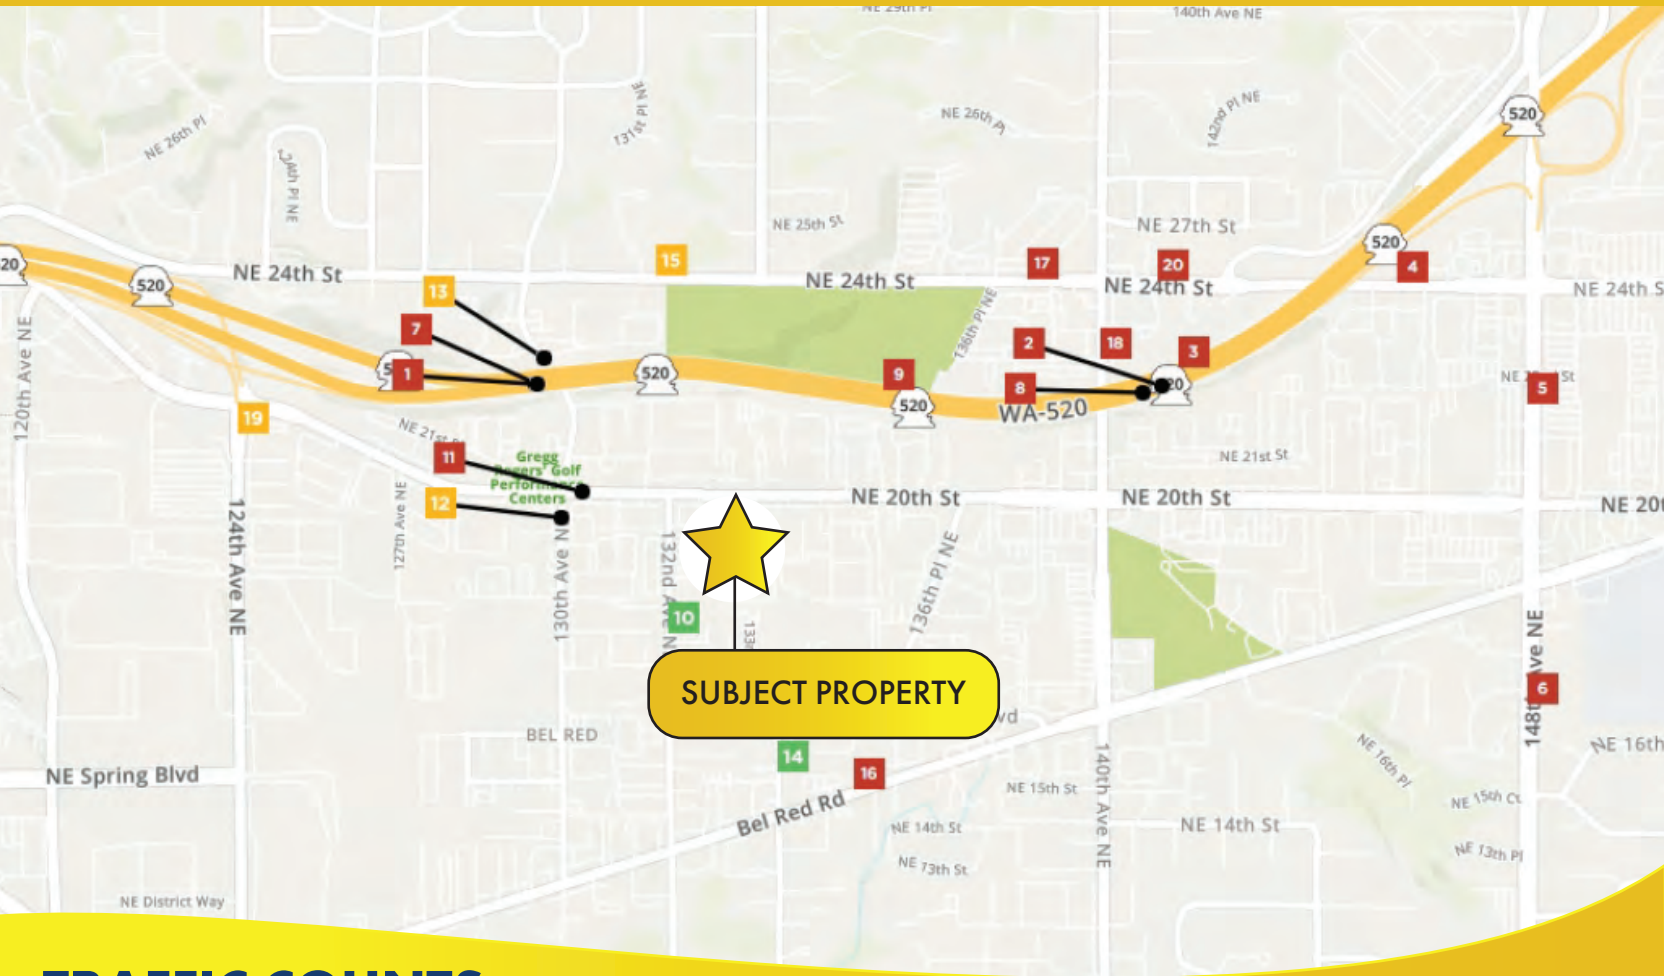 NE 29th Pl
140th Ave NE
NE 26th Pl
131st Pl NE
NE 26th Pl
142nd Pl NE
520
NE 25th St
NE 27th St
520
15
17
20
4
20
520
NE 24th St
NE 24th St
NE 24th St
NE 24th S
13
7
136th Pl NE
2
18
3
120th Ave NE
1
520
9
8
20
5
520
WA-520
19
NE 21st
NE 21st St
11
Gregg
Rogers' Golf
Performance
Centers
12
127th Ave NE
NE 20th St
NE 20th St
NE 20t
124th Ave NE
130th Ave N
132nd Ave N
136th Pl NE
10
133r
148th Ave NE
SUBJECT PROPERTY
6
vd
BEL RED
14
16
NE 16th Pl
NE 16th
NE Spring Blvd
140th Ave NE
NE 15th St
NE 15th Ct
Bel Red Rd
NE 14th St
NE 14th St
NE 13th Pl
NE 13th St
NE District Way
TRAFFIC COUNTS